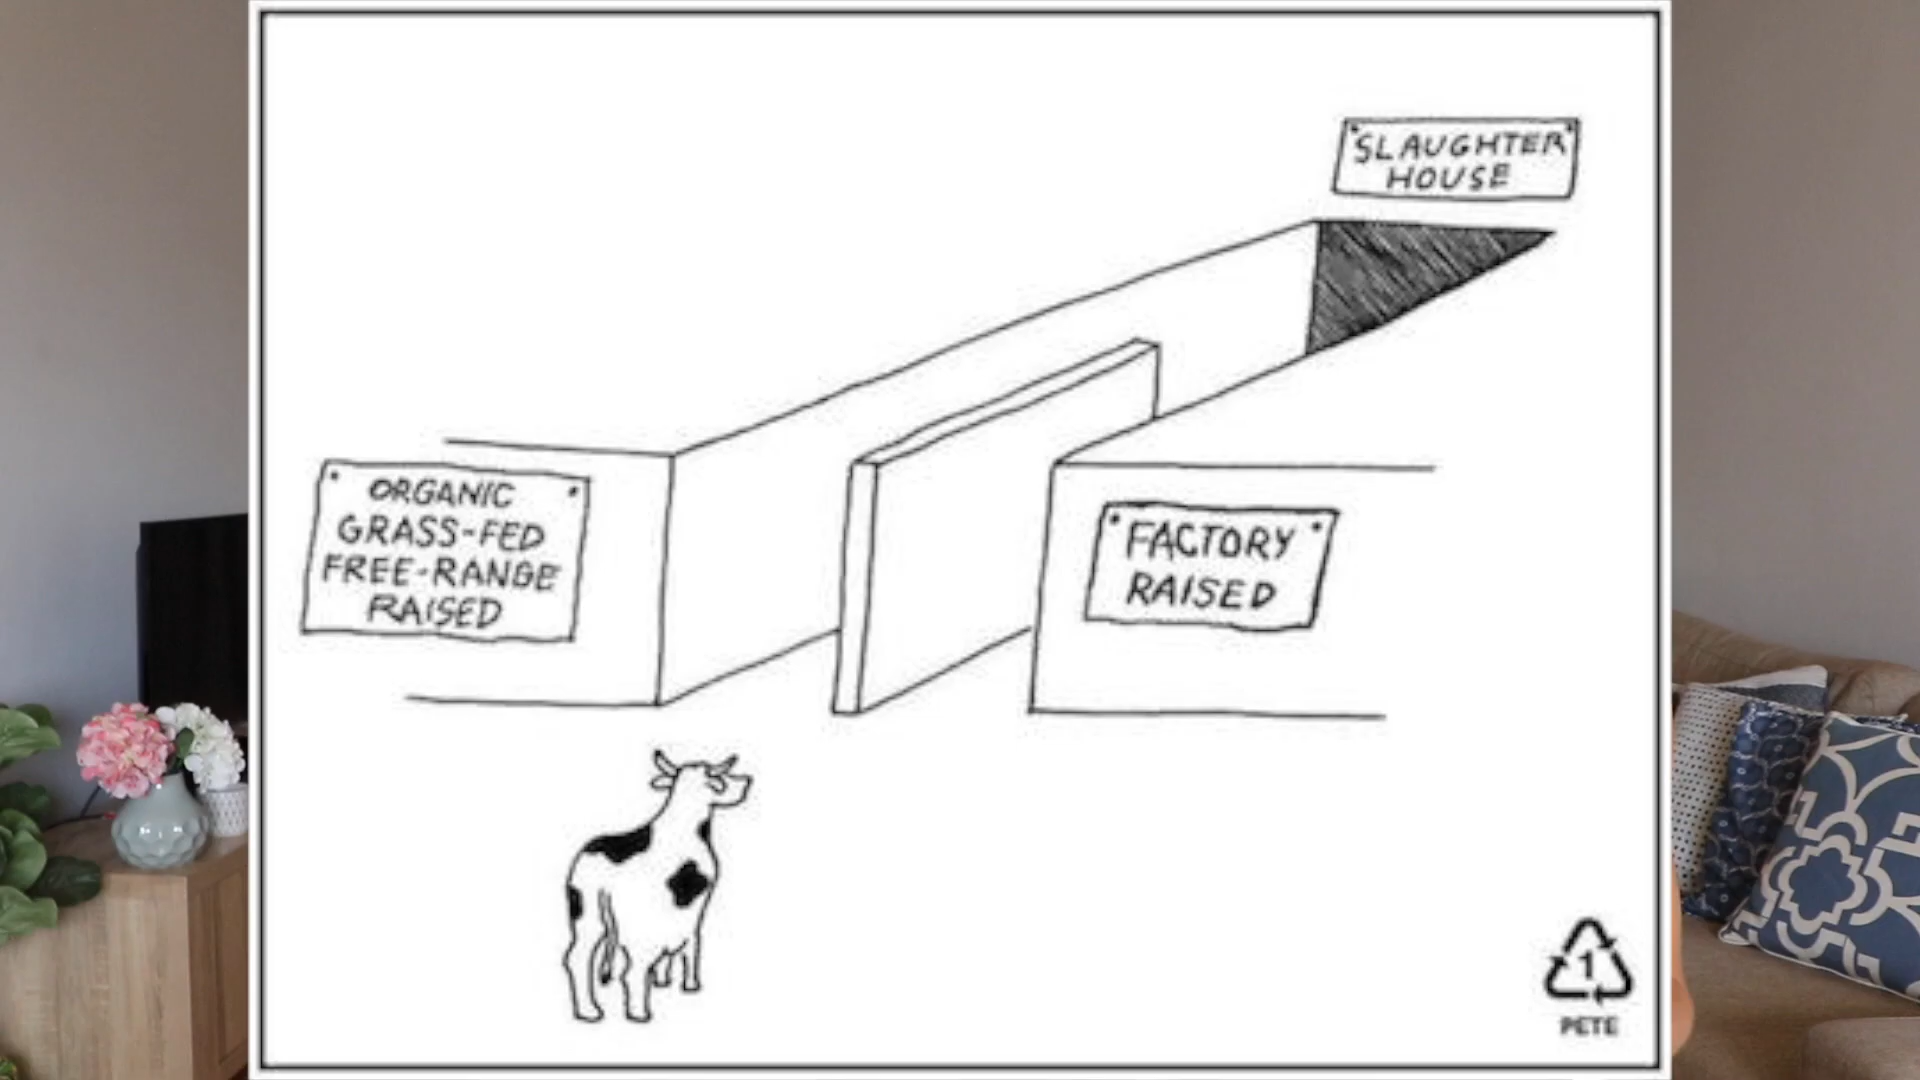 SLAUGHTER
HOUSE
ORGANIC
GRASS-FED
FREE-RANGE
RAISED
FACTORY
RAISED
1
PETE